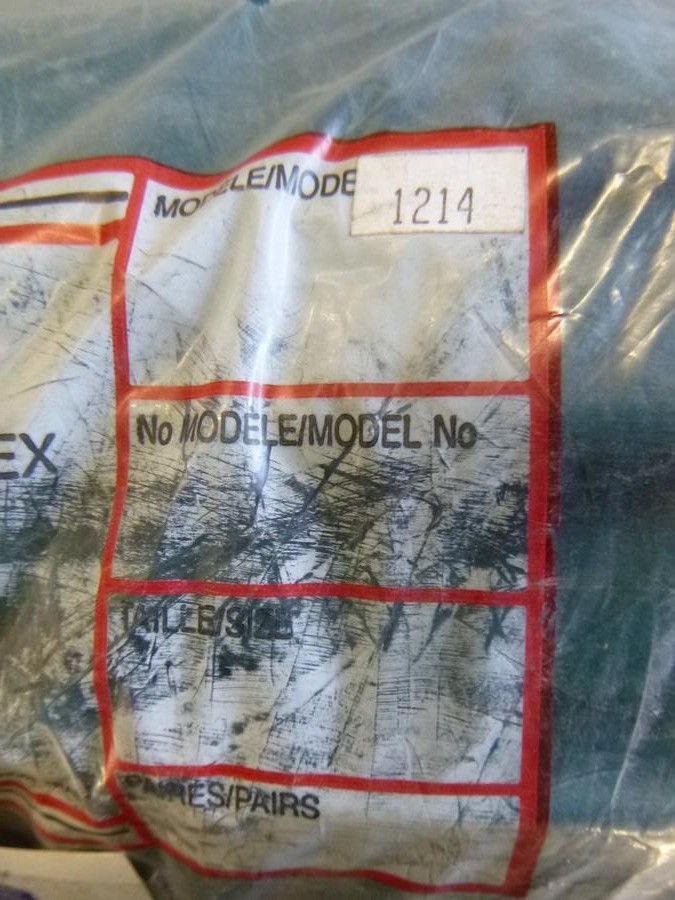 MODELE/MODE
1214
EX
No MODELE/MODEL No
TAILLE/SIZE
PAIRES/PAIRS